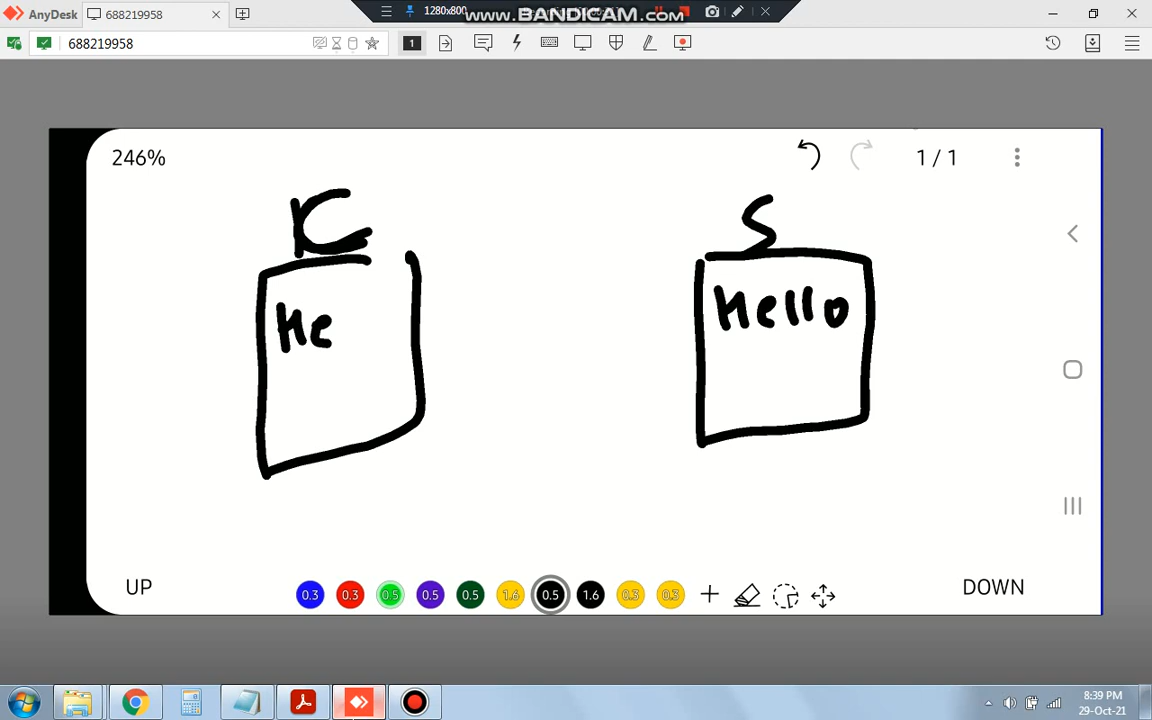 AnyDesk 688219958 1280x800 www.BANDICAM.com
688219958 1
246% 1 / 1
C S
He Hello
UP 0.3 0.3 0.5 0.5 0.5 1.6 0.5 1.6 0.3 0.3 DOWN
8:39 PM
29-Oct-21